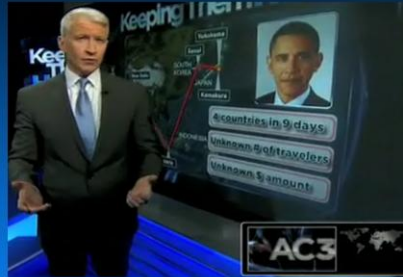 Keeping Them H
Kee
Yokohama
Seoul
SOUTH
KOREA
JAPAN
Kamakura
INDONESIA
4 countries in 9 days
Unknown # of travelers
Unknown $ amount
AC3